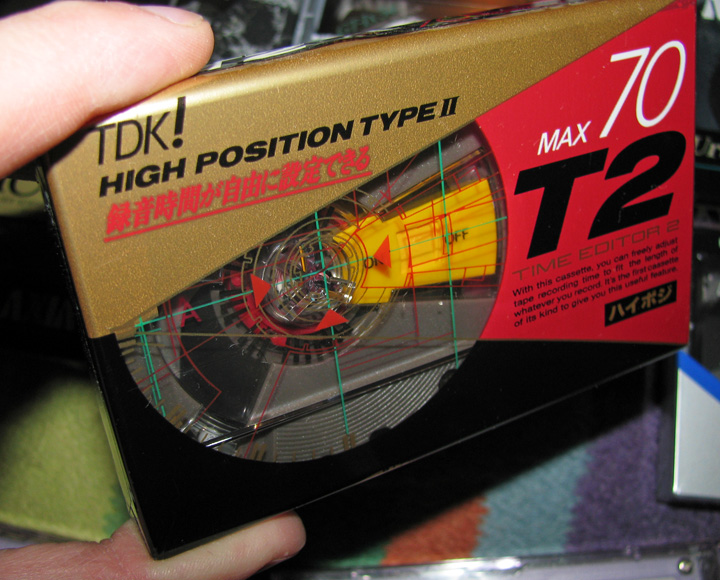 TDK!
HIGH POSITION TYPE II
録音時間が自由に設定できる
MAX 70
T2
TIME EDITOR 2
With this cassette, you can freely adjust
tape recording time to fit the length of
whatever you record. It's the first cassette
of its kind to give you this useful feature.
ハイポジ
ON
OFF
A